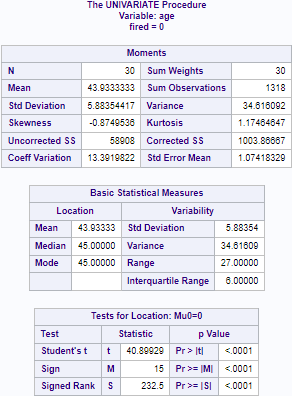 The UNIVARIATE Procedure
Variable: age
fired = 0
Moments
N 30 Sum Weights 30
Mean 43.9333333 Sum Observations 1318
Std Deviation 5.88354417 Variance 34.616092
Skewness -0.8749536 Kurtosis 1.17464647
Uncorrected SS 58908 Corrected SS 1003.86667
Coeff Variation 13.3919822 Std Error Mean 1.07418329
Basic Statistical Measures
Location Variability
Mean 43.93333 Std Deviation 5.88354
Median 45.00000 Variance 34.61609
Mode 45.00000 Range 27.00000
Interquartile Range 6.00000
Tests for Location: Mu0=0
Test Statistic p Value
Student's t t 40.89929 Pr > |t| <.0001
Sign M 15 Pr >= |M| <.0001
Signed Rank S 232.5 Pr >= |S| <.0001